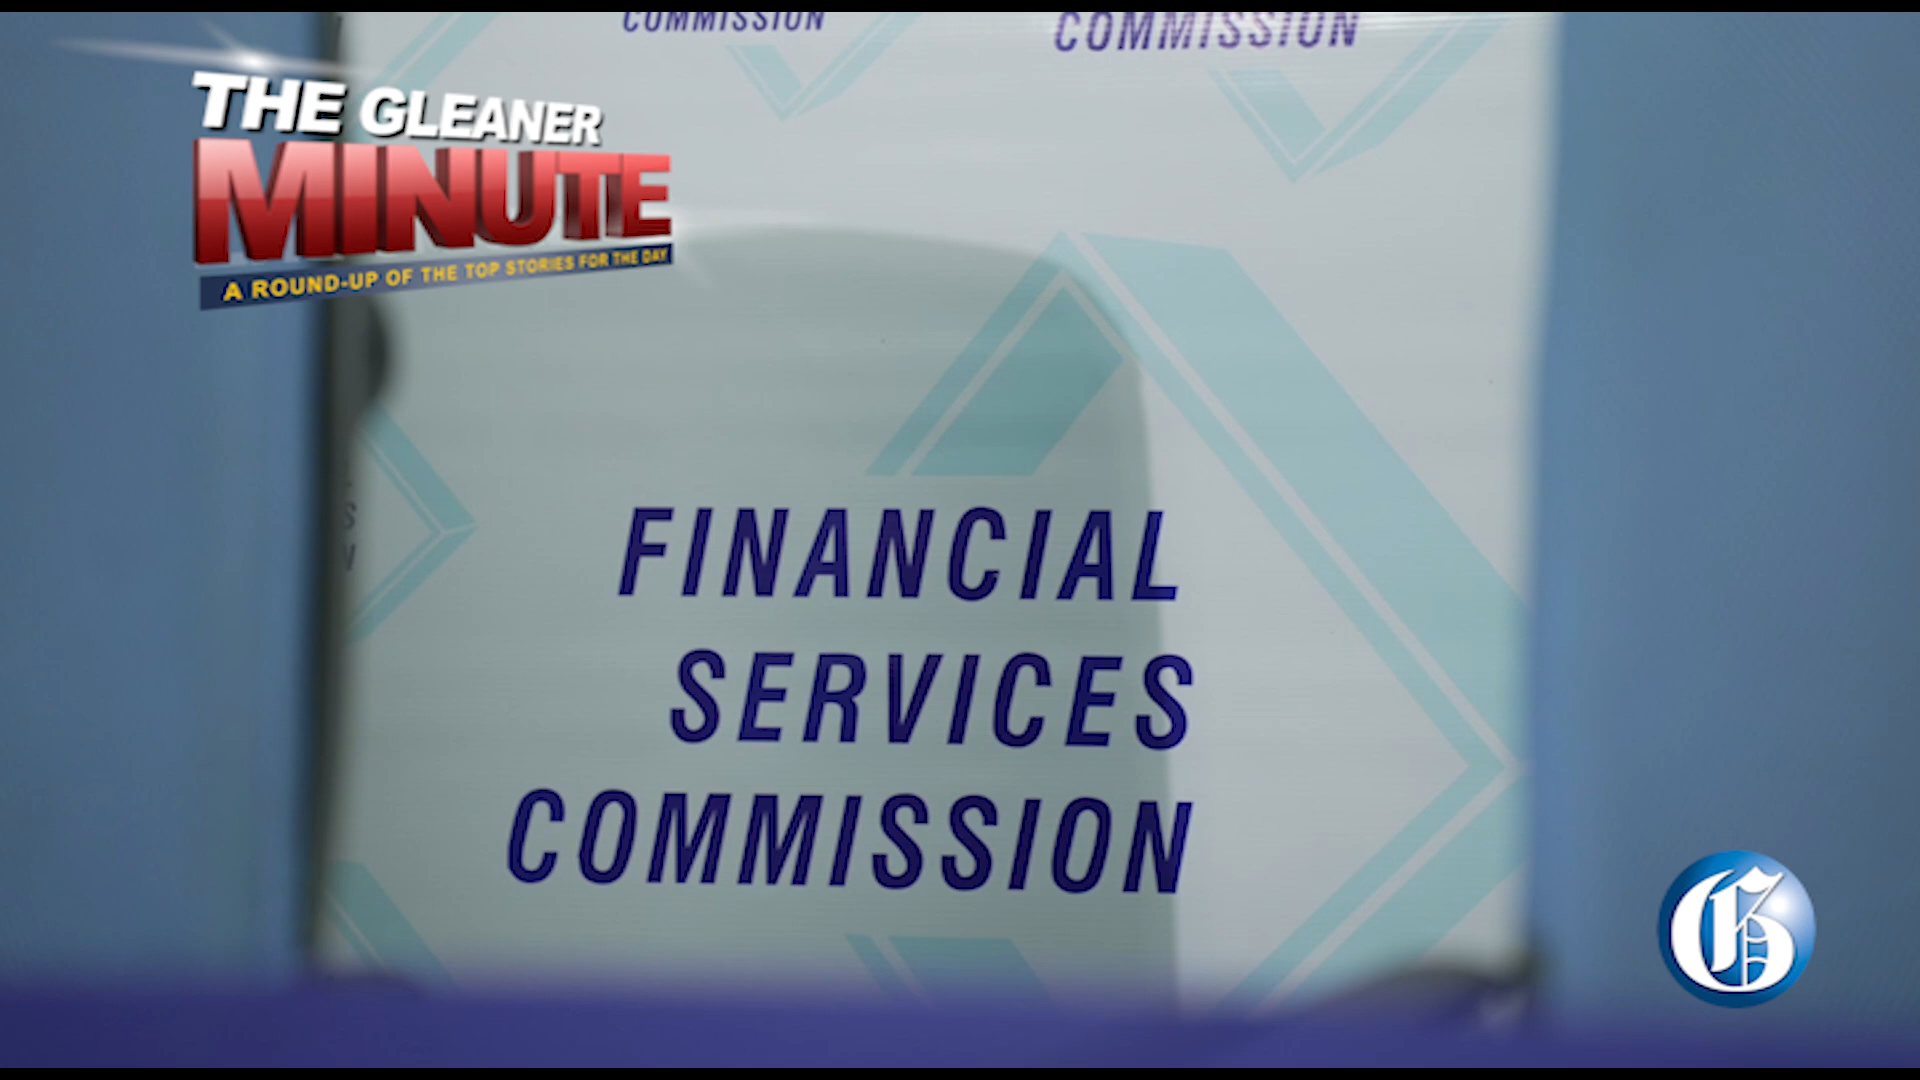 COMMISSION
COMMISSION
THE GLEANER
MINUTE
A ROUND-UP OF THE TOP STORIES FOR THE DAY
FINANCIAL
SERVICES
COMMISSION
G